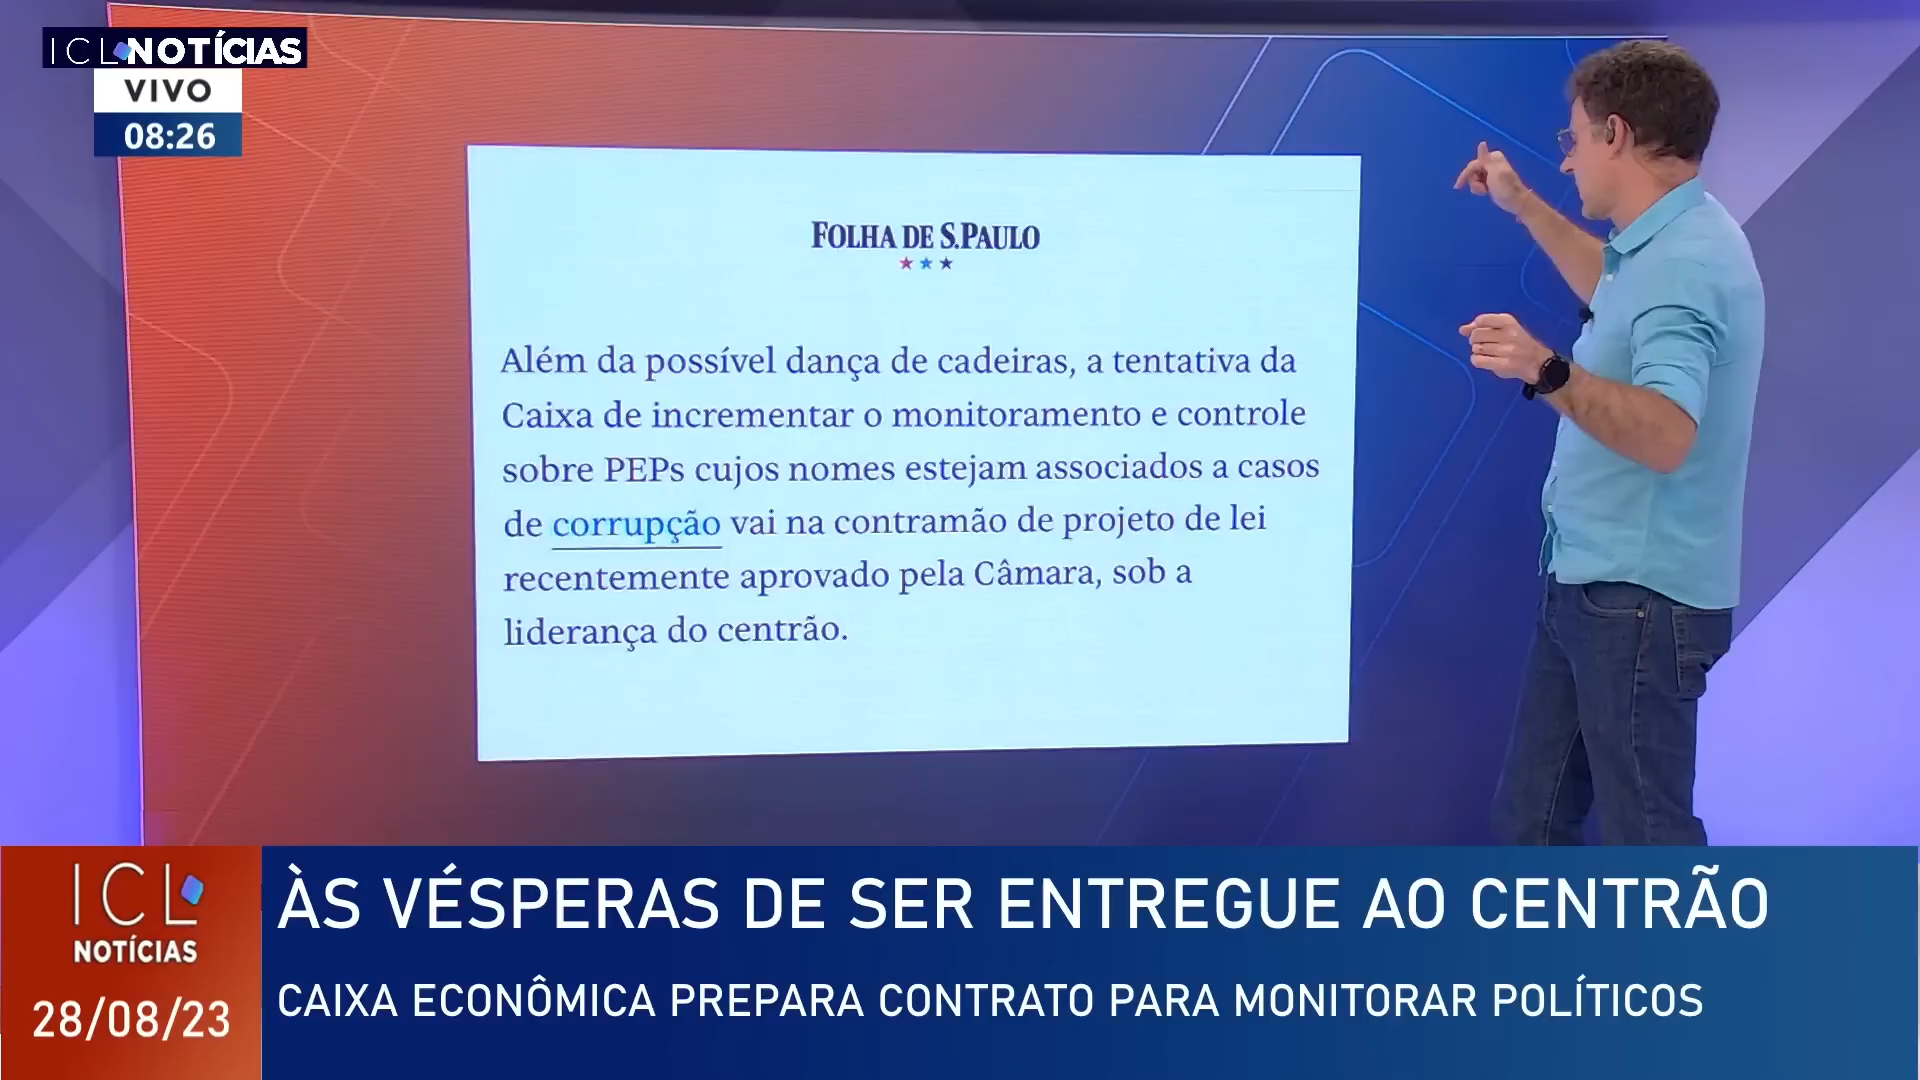 ICL NOTÍCIAS
VIVO
08:26
FOLHA DE S.PAULO
Além da possível dança de cadeiras, a tentativa da
Caixa de incrementar o monitoramento e controle
sobre PEPs cujos nomes estejam associados a casos
de corrupção vai na contramão de projeto de lei
recentemente aprovado pela Câmara, sob a
liderança do centrão.
ICL
NOTÍCIAS
28/08/23
ÀS VÉSPERAS DE SER ENTREGUE AO CENTRÃO
CAIXA ECONÔMICA PREPARA CONTRATO PARA MONITORAR POLÍTICOS